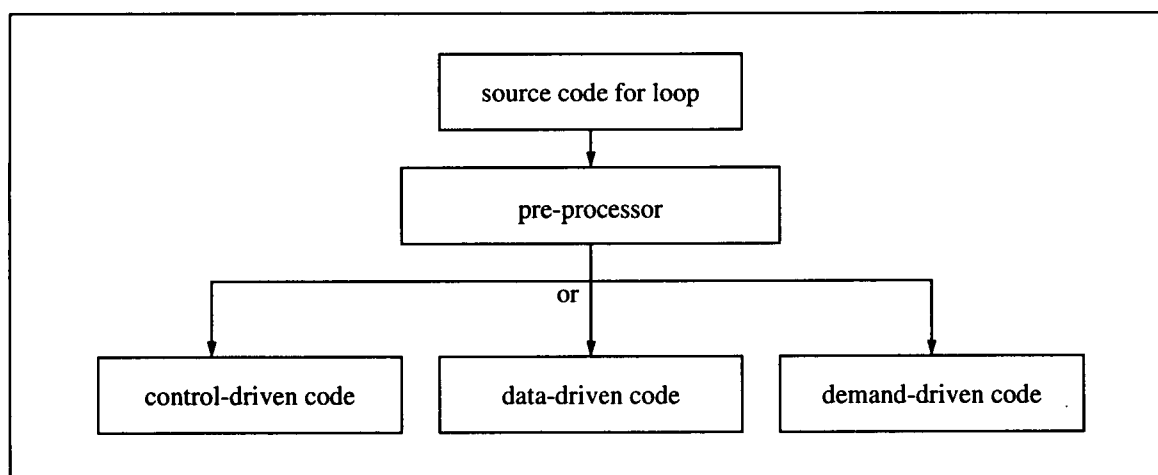 source code for loop
pre-processor
or
control-driven code
data-driven code
demand-driven code